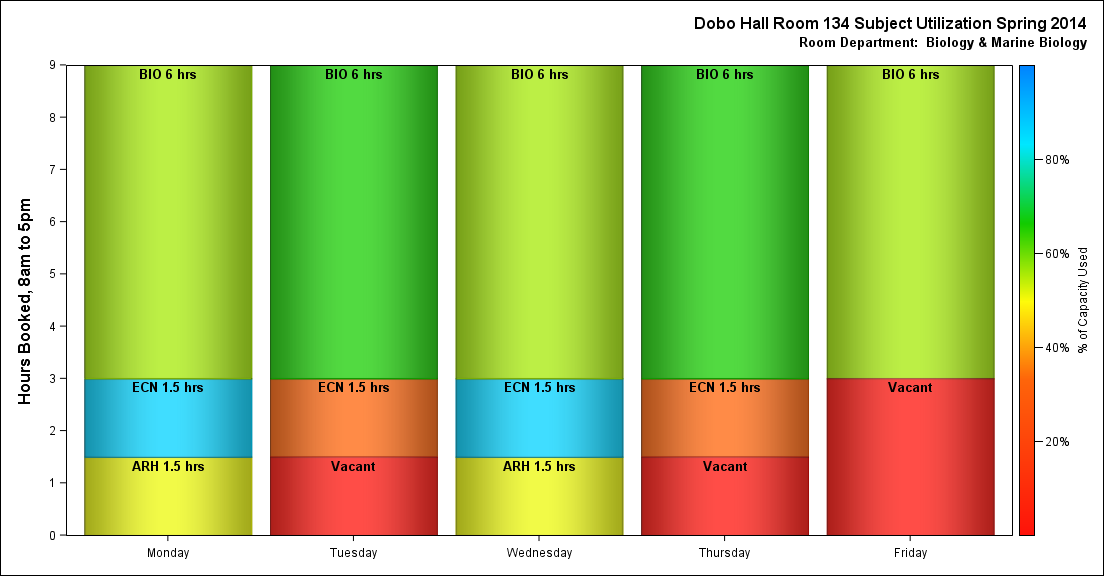 Dobo Hall Room 134 Subject Utilization Spring 2014
Room Department:  Biology & Marine Biology
Hours Booked, 8am to 5pm
9
8
7
6
5
4
3
2
1
0
BIO 6 hrs
ECN 1.5 hrs
ARH 1.5 hrs
BIO 6 hrs
ECN 1.5 hrs
Vacant
BIO 6 hrs
ECN 1.5 hrs
ARH 1.5 hrs
BIO 6 hrs
ECN 1.5 hrs
Vacant
BIO 6 hrs
Vacant
Monday
Tuesday
Wednesday
Thursday
Friday
80%
60%
40%
20%
% of Capacity Used